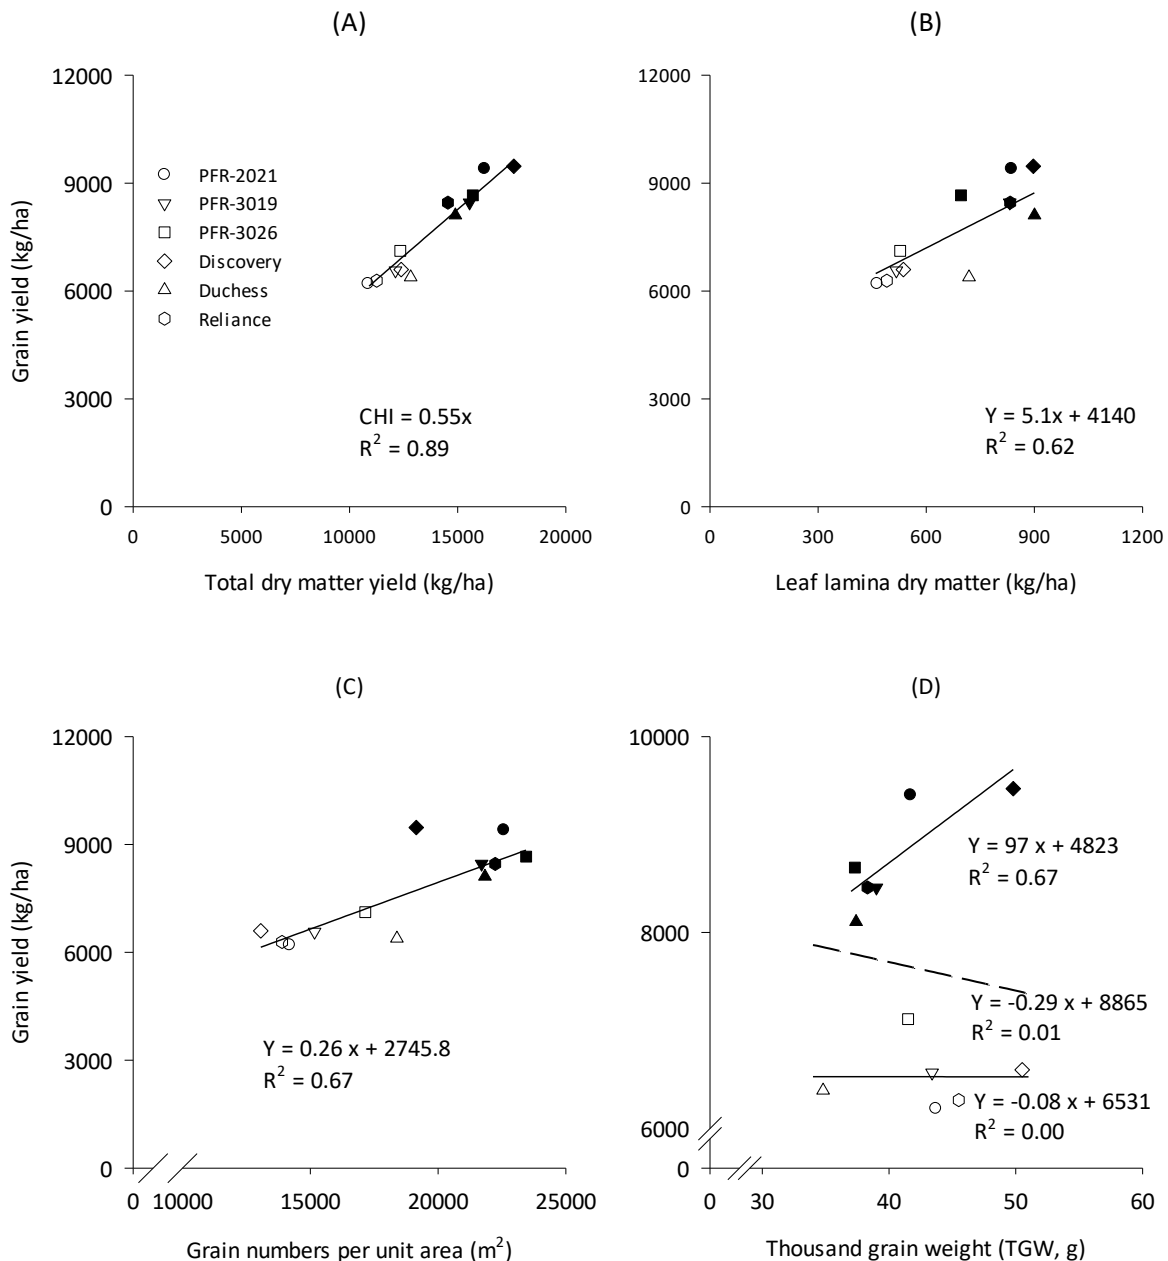 (A)
12000
9000
6000
3000
0
Grain yield (kg/ha)
PFR-2021
PFR-3019
PFR-3026
Discovery
Duchess
Reliance
CHI = 0.55x
R² = 0.89
0 5000 10000 15000 20000
Total dry matter yield (kg/ha)
(B)
12000
9000
6000
3000
0
Y = 5.1x + 4140
R² = 0.62
0 300 600 900 1200
Leaf lamina dry matter (kg/ha)
(C)
12000
9000
6000
3000
0
Grain yield (kg/ha)
Y = 0.26 x + 2745.8
R² = 0.67
0 10000 15000 20000 25000
Grain numbers per unit area (m²)
(D)
10000
8000
6000
0
Y = 97 x + 4823
R² = 0.67
Y = -0.29 x + 8865
R² = 0.01
Y = -0.08 x + 6531
R² = 0.00
0 30 40 50 60
Thousand grain weight (TGW, g)